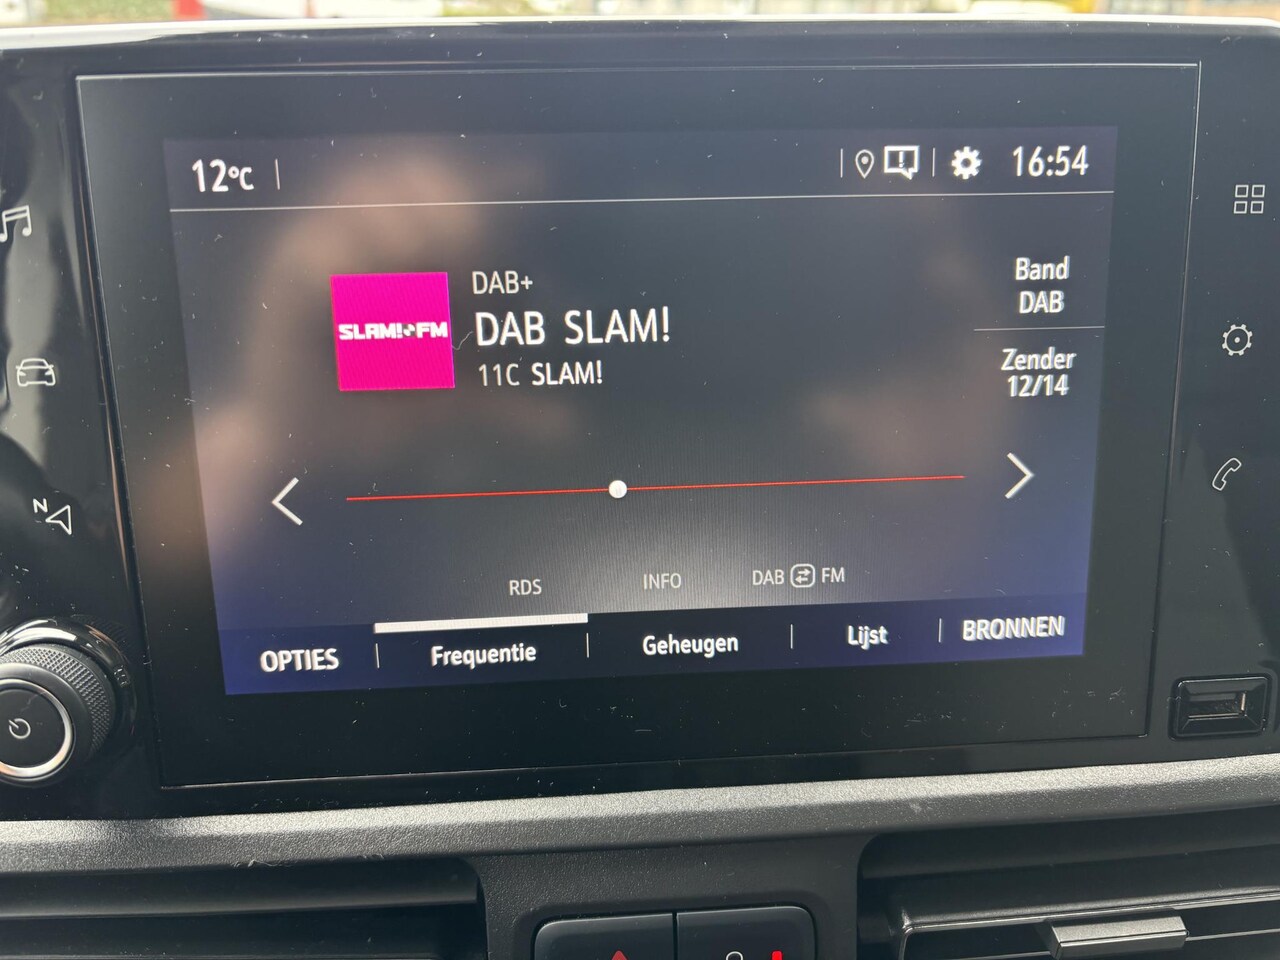 12°C
16:54
DAB+
DAB SLAM!
11C SLAM!
SLAM! FM
Band
DAB
Zender
12/14
N
RDS
INFO
DAB FM
OPTIES
Frequentie
Geheugen
Lijst
BRONNEN